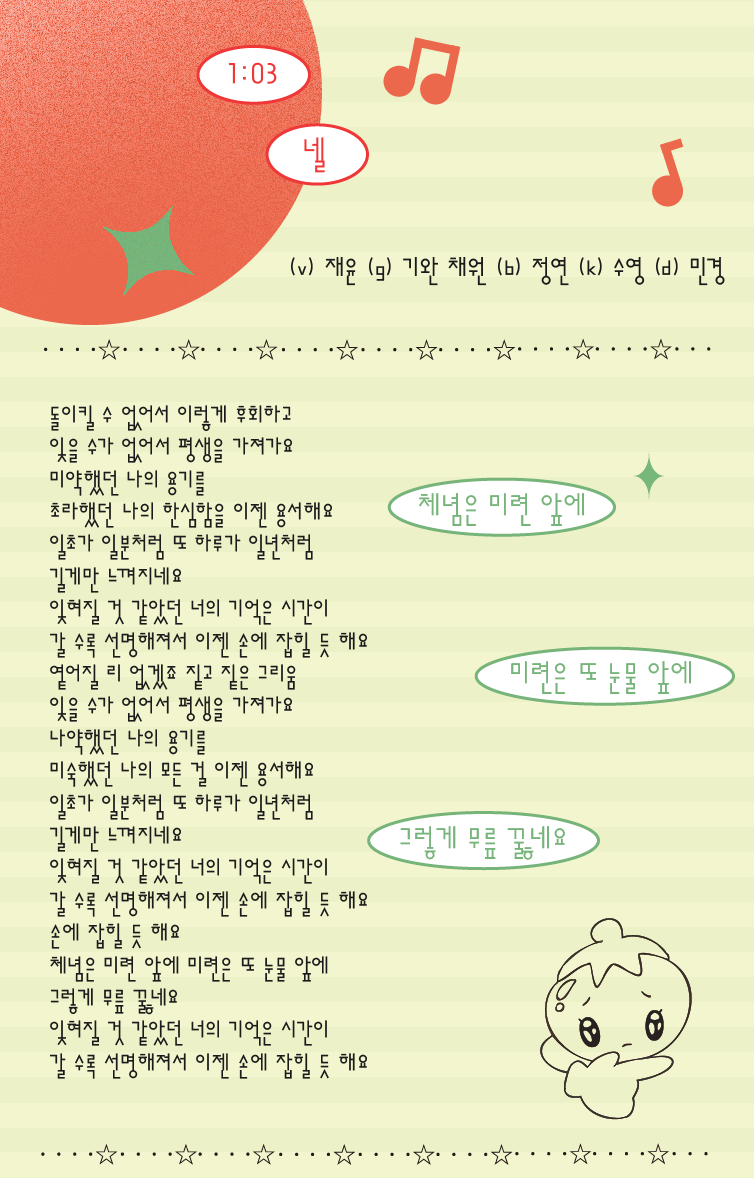 1:03
넬
(v) 재윤 (g) 기완 채원 (b) 정연 (k) 수영 (d) 민경
돌이킬 수 없어서 이렇게 후회하고
잊을 수가 없어서 평생을 가져가요
미약했던 나의 용기를
초라했던 나의 한심함을 이젠 용서해요
일초가 일분처럼 또 하루가 일년처럼
길게만 느껴지네요
잊혀질 것 같았던 너의 기억은 시간이
갈 수록 선명해져서 이젠 손에 잡힐 듯 해요
옅어질 리 없겠죠 짙고 짙은 그리움
잊을 수가 없어서 평생을 가져가요
나약했던 나의 용기를
미숙했던 나의 모든 걸 이젠 용서해요
일초가 일분처럼 또 하루가 일년처럼
길게만 느껴지네요
잊혀질 것 같았던 너의 기억은 시간이
갈 수록 선명해져서 이젠 손에 잡힐 듯 해요
손에 잡힐 듯 해요
체념은 미련 앞에 미련은 또 눈물 앞에
그렇게 무릎 꿇네요
잊혀질 것 같았던 너의 기억은 시간이
갈 수록 선명해져서 이젠 손에 잡힐 듯 해요
체념은 미련 앞에
미련은 또 눈물 앞에
그렇게 무릎 꿇네요